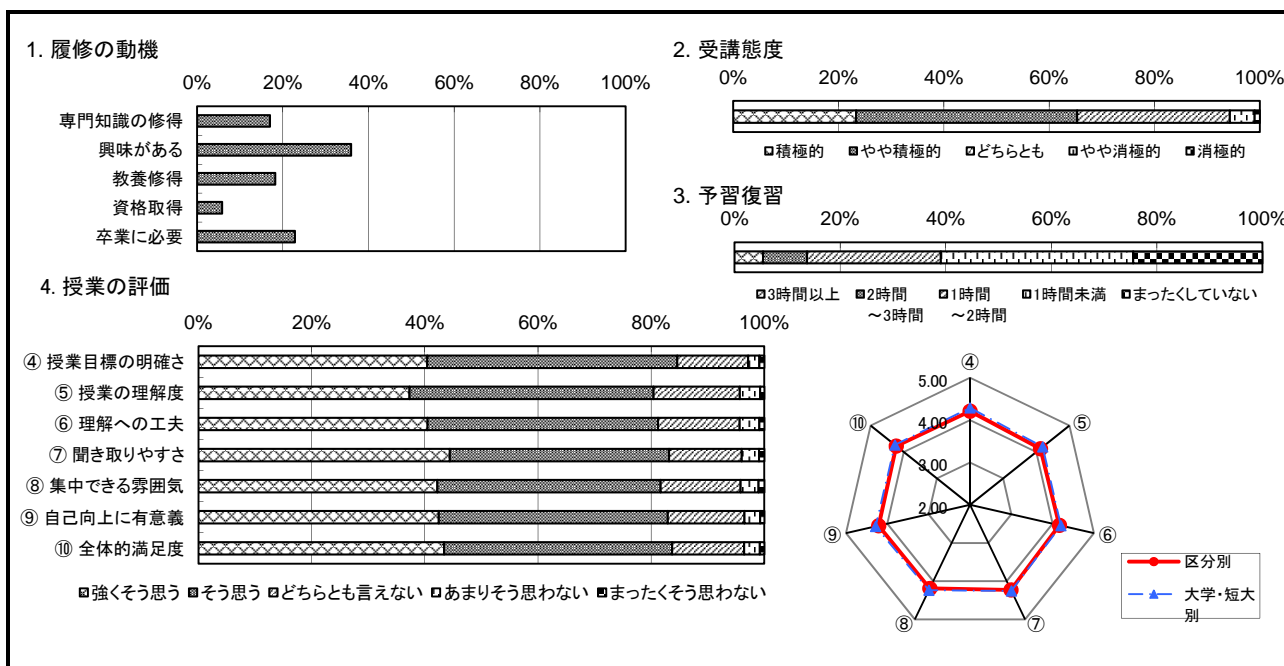 1. 履修の動機
0% 20% 40% 60% 80% 100%
専門知識の修得
興味がある
教養修得
資格取得
卒業に必要
2. 受講態度
0% 20% 40% 60% 80% 100%
積極的 やや積極的 どちらとも やや消極的 消極的
3. 予習復習
0% 20% 40% 60% 80% 100%
3時間以上 2時間 1時間 1時間未満 まったくしていない
～3時間 ～2時間
4. 授業の評価
0% 20% 40% 60% 80% 100%
④ 授業目標の明確さ
⑤ 授業の理解度
⑥ 理解への工夫
⑦ 聞き取りやすさ
⑧ 集中できる雰囲気
⑨ 自己向上に有意義
⑩ 全体的満足度
強くそう思う そう思う どちらとも言えない あまりそう思わない まったくそう思わない
④
5.00
⑩ 4.00 ⑤
3.00
2.00
⑨ ⑥
⑧ ⑦
区分別
大学・短大
別